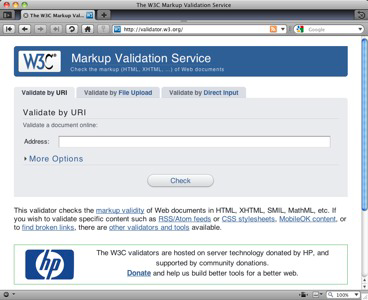 The W3C Markup Validation Service
The W3C Markup Val...
http://validator.w3.org/
Google
W3C
Markup Validation Service
Check the markup (HTML, XHTML, …) of Web documents
Validate by URI
Validate by File Upload
Validate by Direct Input
Validate by URI
Validate a document online:
Address:
More Options
Check
This validator checks the markup validity of Web documents in HTML, XHTML, SMIL, MathML, etc. If
you wish to validate specific content such as RSS/Atom feeds or CSS stylesheets, MobileOK content, or
to find broken links, there are other validators and tools available.
hp
The W3C validators are hosted on server technology donated by HP, and
supported by community donations.
Donate and help us build better tools for a better web.
100%